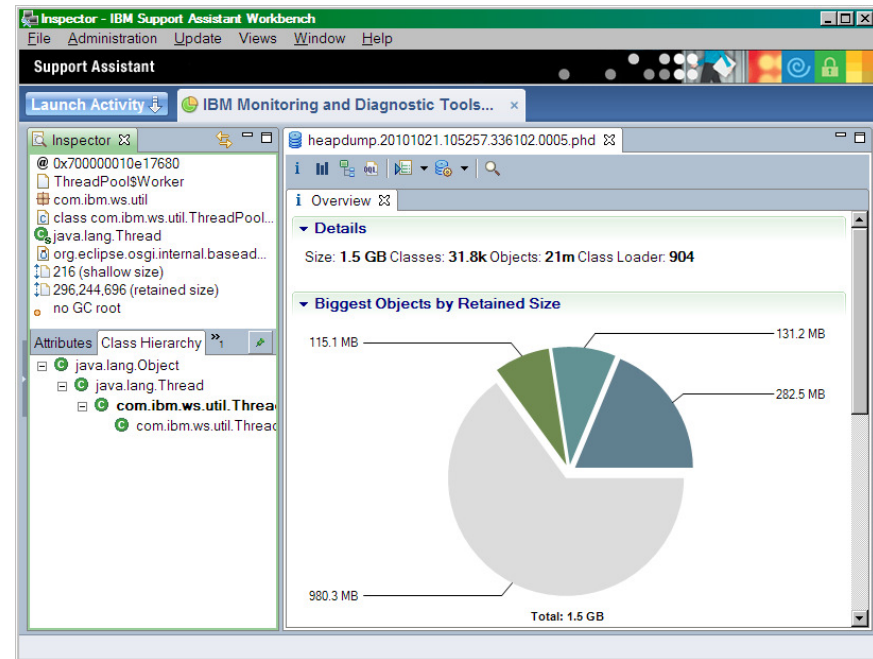 Inspector - IBM Support Assistant Workbench
File Administration Update Views Window Help
Support Assistant
Launch Activity IBM Monitoring and Diagnostic Tools... ×
Inspector
@ 0x700000010e17680
ThreadPool$Worker
com.ibm.ws.util
class com.ibm.ws.util.ThreadPool...
java.lang.Thread
org.eclipse.osgi.internal.basead...
216 (shallow size)
296,244,696 (retained size)
no GC root
Attributes Class Hierarchy »1
java.lang.Object
java.lang.Thread
com.ibm.ws.util.Threa
com.ibm.ws.util.Threac
heapdump.20101021.105257.336102.0005.phd
i OQL
i Overview
Details
Size: 1.5 GB Classes: 31.8k Objects: 21m Class Loader: 904
Biggest Objects by Retained Size
115.1 MB
131.2 MB
282.5 MB
980.3 MB
Total: 1.5 GB